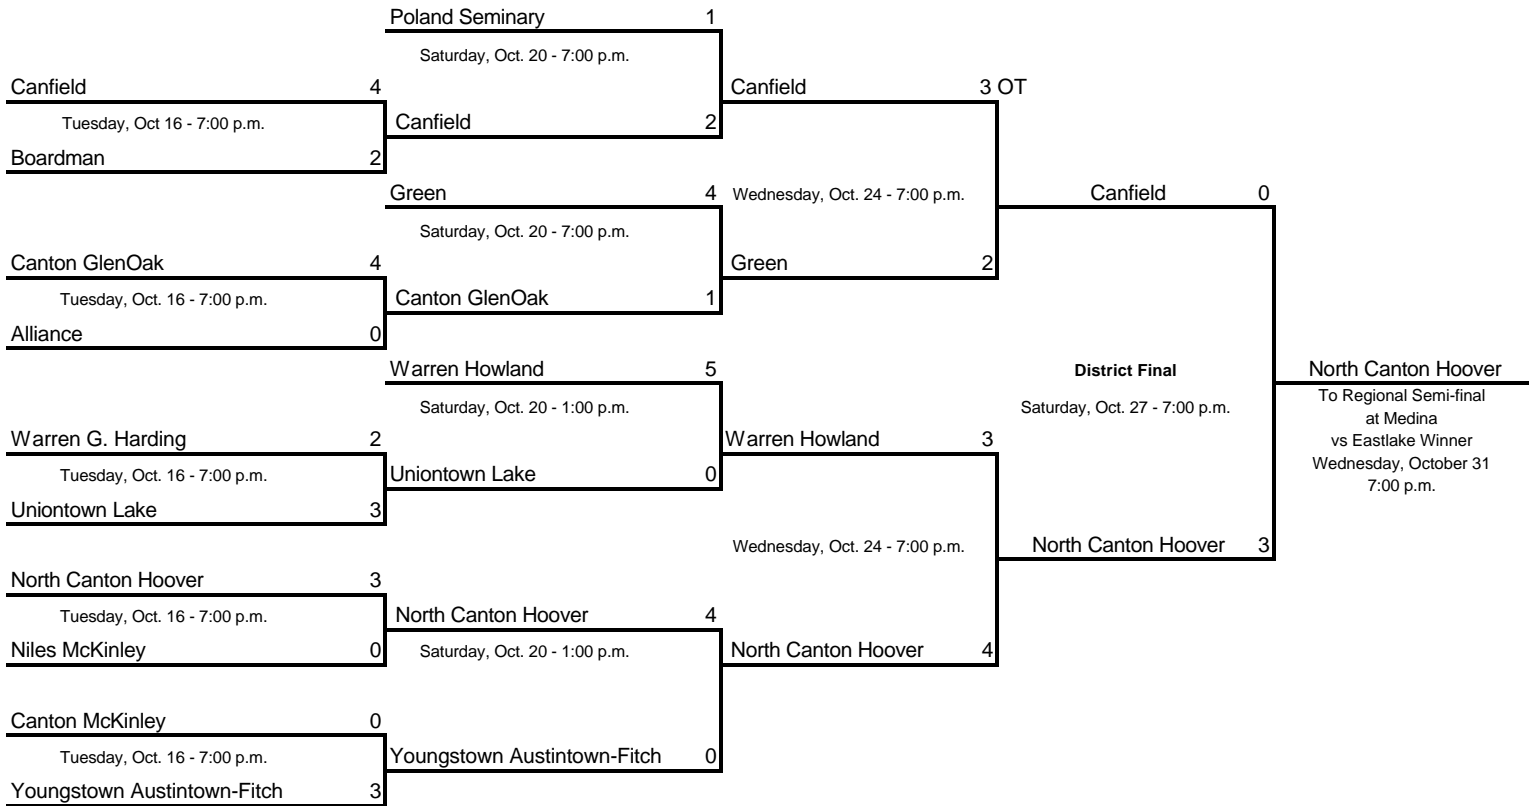 Poland Seminary 1
Saturday, Oct. 20 - 7:00 p.m.
Canfield 4 Canfield 3 OT
Tuesday, Oct 16 - 7:00 p.m. Canfield 2
Boardman 2
Green 4 Wednesday, Oct. 24 - 7:00 p.m. Canfield 0
Saturday, Oct. 20 - 7:00 p.m.
Canton GlenOak 4 Green 2
Tuesday, Oct. 16 - 7:00 p.m. Canton GlenOak 1
Alliance 0
Warren Howland 5 District Final North Canton Hoover
To Regional Semi-final
Saturday, Oct. 20 - 1:00 p.m. Saturday, Oct. 27 - 7:00 p.m.
at Medina
Warren G. Harding 2 Warren Howland 3 vs Eastlake Winner
Tuesday, Oct. 16 - 7:00 p.m. Uniontown Lake 0 Wednesday, October 31
7:00 p.m.
Uniontown Lake 3
Wednesday, Oct. 24 - 7:00 p.m. North Canton Hoover 3
North Canton Hoover 3
Tuesday, Oct. 16 - 7:00 p.m. North Canton Hoover 4
Niles McKinley 0 Saturday, Oct. 20 - 1:00 p.m. North Canton Hoover 4
Canton McKinley 0
Tuesday, Oct. 16 - 7:00 p.m. Youngstown Austintown-Fitch 0
Youngstown Austintown-Fitch 3